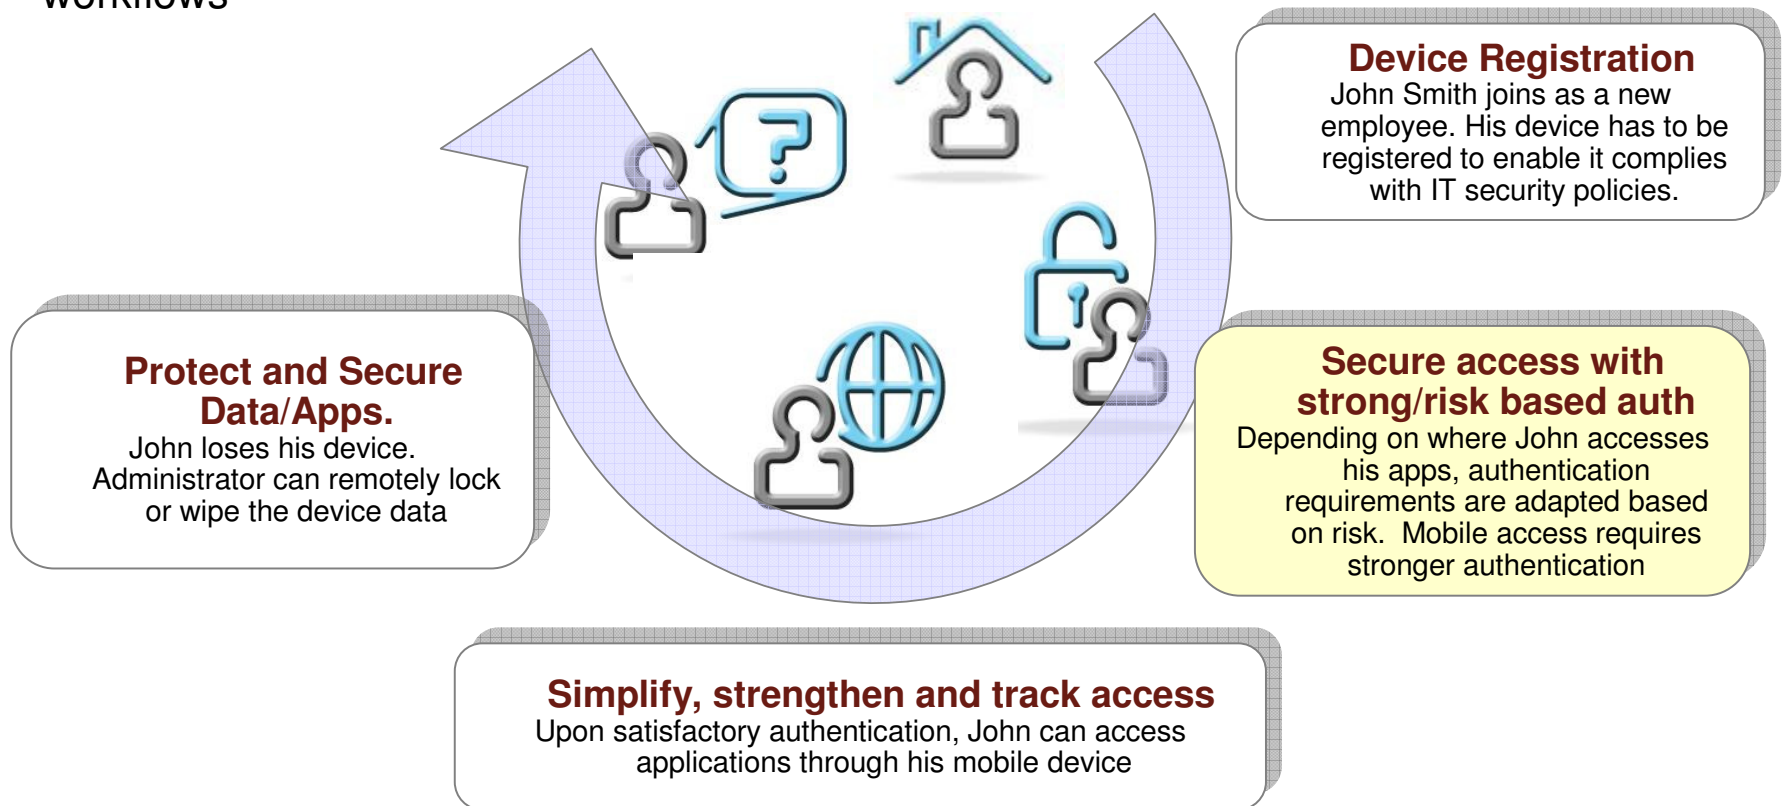 workflows
Device Registration
John Smith joins as a new
employee. His device has to be
registered to enable it complies
with IT security policies.
Secure access with
strong/risk based auth
Depending on where John accesses
his apps, authentication
requirements are adapted based
on risk.  Mobile access requires
stronger authentication
Simplify, strengthen and track access
Upon satisfactory authentication, John can access
applications through his mobile device
Protect and Secure
Data/Apps.
John loses his device.
Administrator can remotely lock
or wipe the device data
?